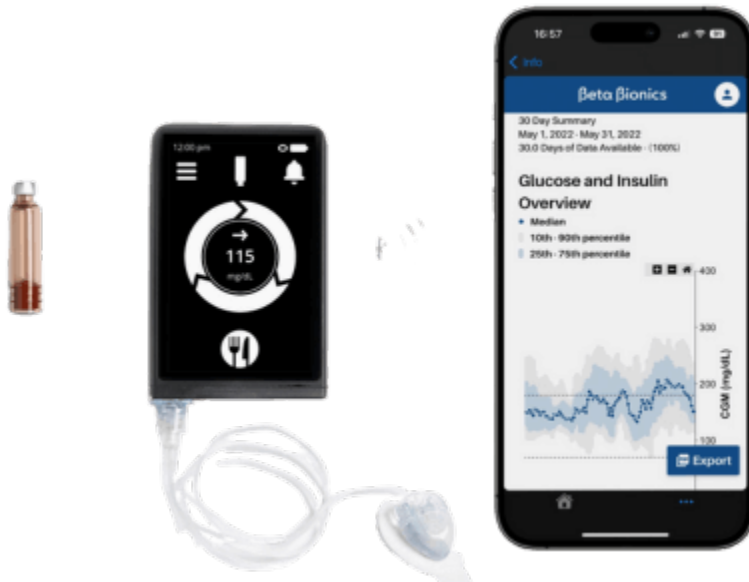 12:00 pm
115
mg/dL
16:57
Info
βeta βionics
30 Day Summary
May 1, 2022 - May 31, 2022
30.0 Days of Data Available - (100%)
Glucose and Insulin
Overview
Median
10th - 90th percentile
25th - 75th percentile
400
300
200
100
CGM (mg/dL)
Export